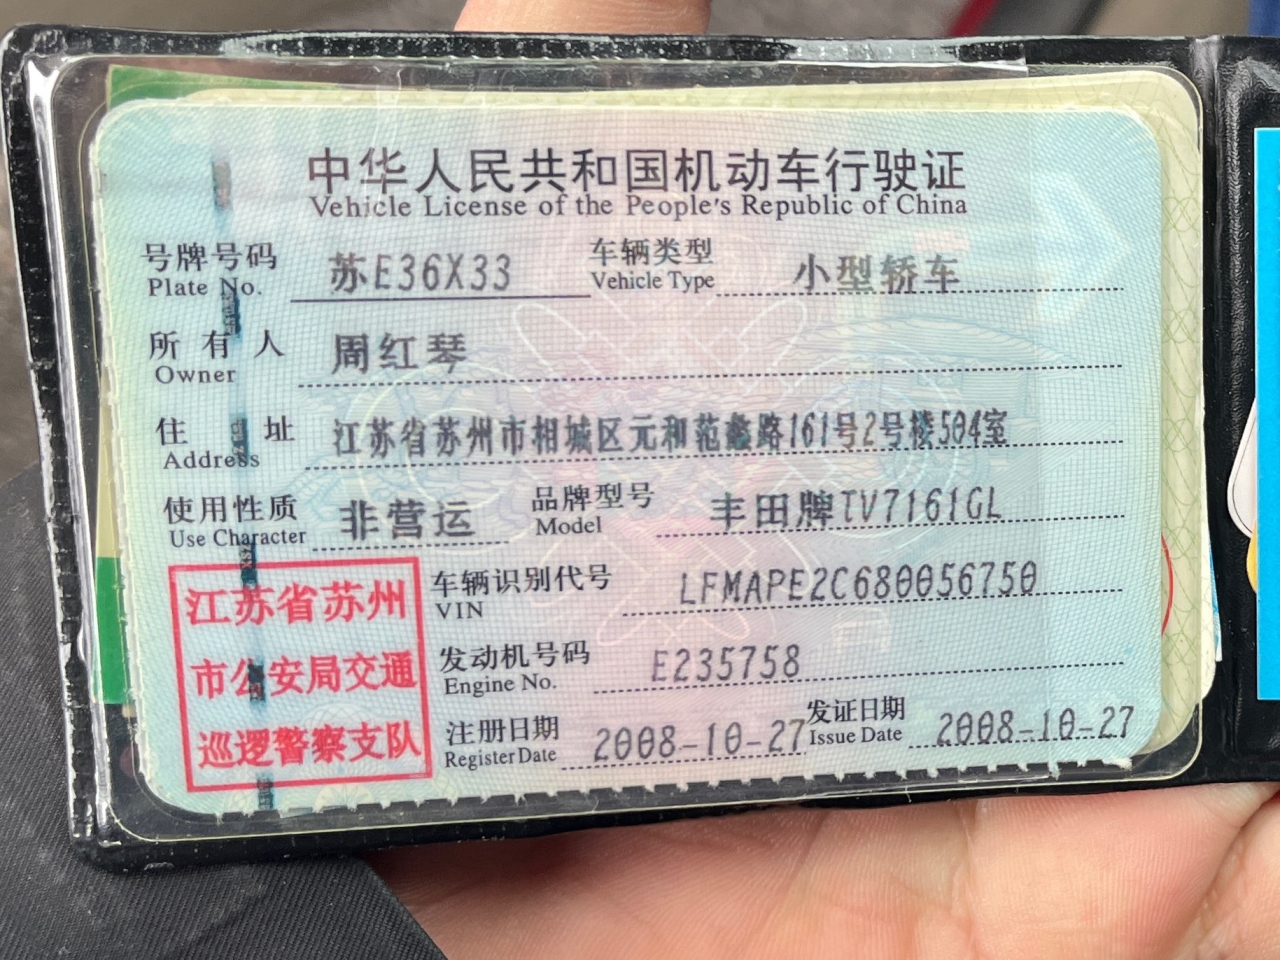 中华人民共和国机动车行驶证
Vehicle License of the People's Republic of China
号牌号码 苏E36X33 车辆类型 小型轿车
Plate No. Vehicle Type
所有人 周红琴
Owner
住址 江苏省苏州市相城区元和范蠡路161号2号楼504室
Address
使用性质 非营运 品牌型号 丰田牌TV7161GL
Use Character Model
江苏省苏州
市公安局交通
巡逻警察支队
车辆识别代号 LFMAPE2C680056750
VIN
发动机号码 E235758
Engine No.
注册日期 2008-10-27 发证日期 2008-10-27
Register Date Issue Date